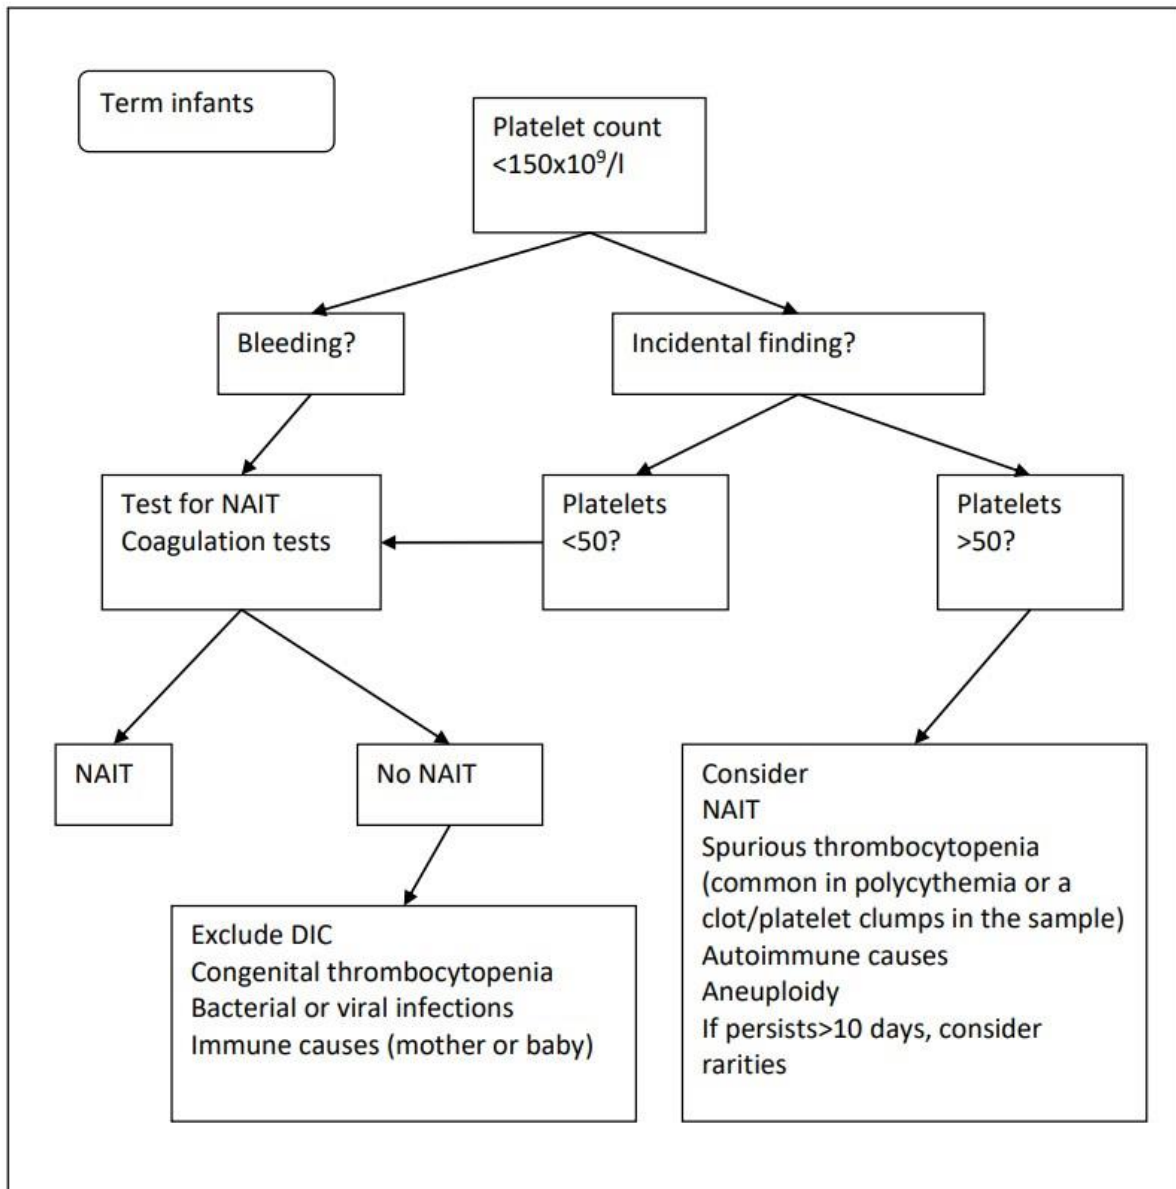 Term infants
Platelet count
<150x10⁹/l
Bleeding?
Incidental finding?
Test for NAIT
Coagulation tests
Platelets
<50?
Platelets
>50?
NAIT
No NAIT
Consider
NAIT
Spurious thrombocytopenia
(common in polycythemia or a
clot/platelet clumps in the sample)
Autoimmune causes
Aneuploidy
If persists>10 days, consider
rarities
Exclude DIC
Congenital thrombocytopenia
Bacterial or viral infections
Immune causes (mother or baby)